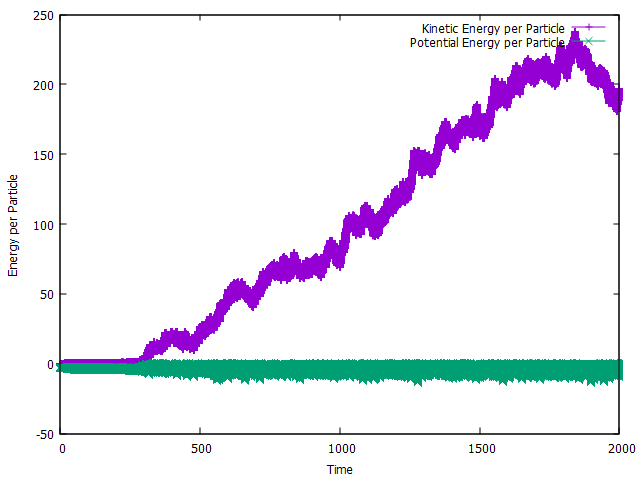 Kinetic Energy per Particle
Potential Energy per Particle
250
200
150
100
50
0
-50
Energy per Particle
0 500 1000 1500 2000
Time